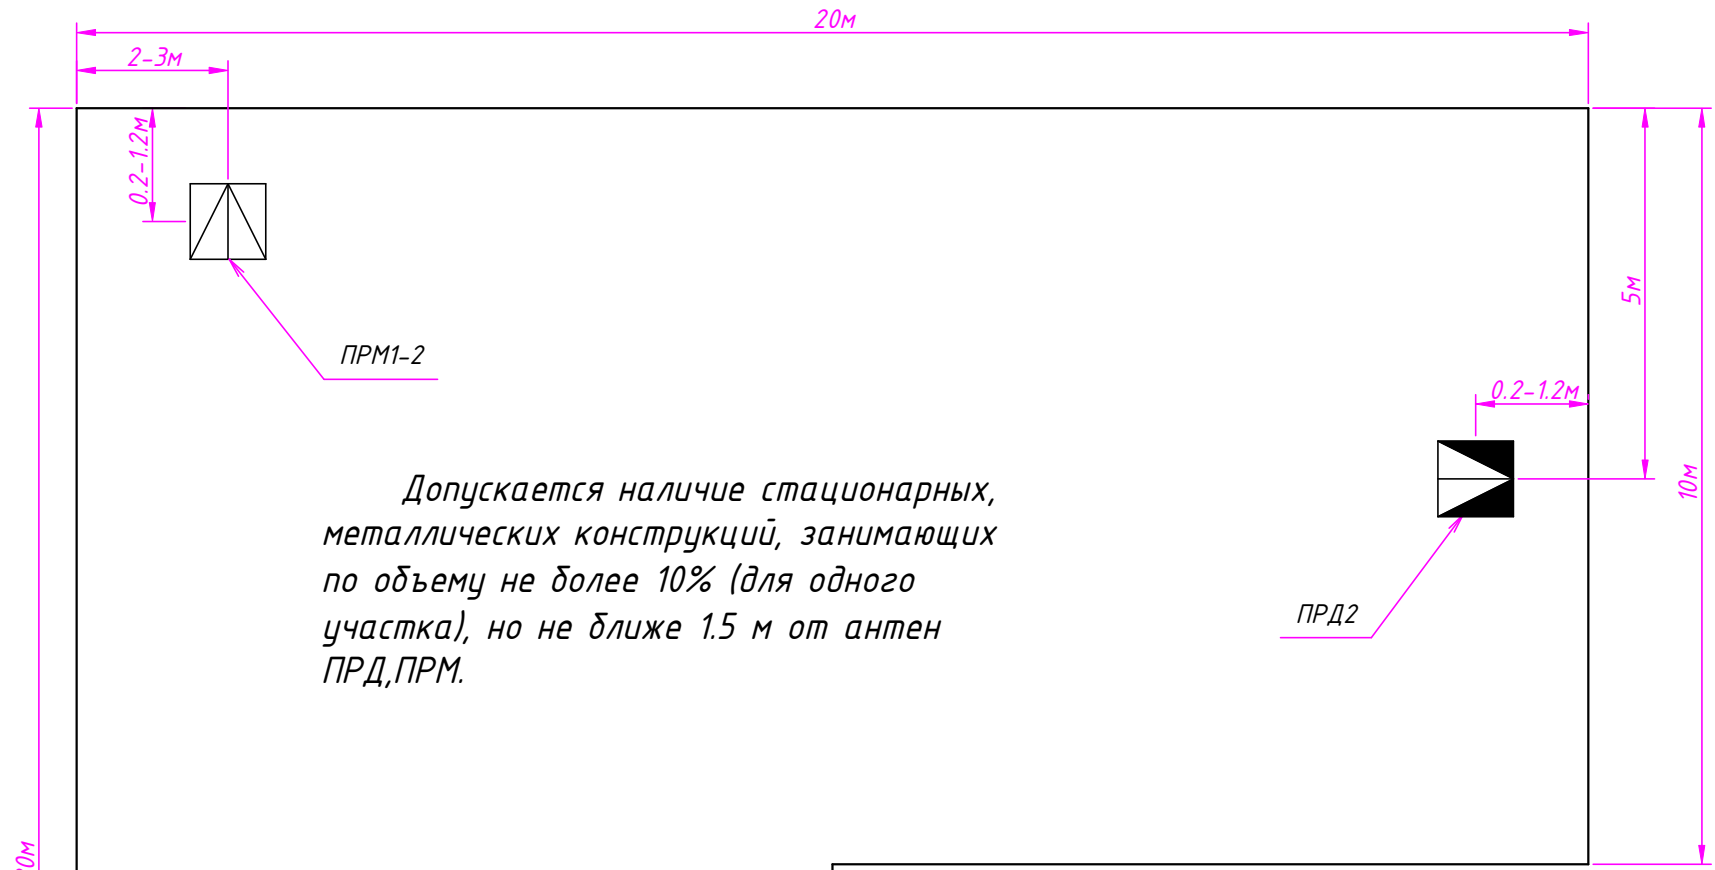 20м
2-3м
0.2-1.2м
ПРМ1-2
5м
0.2-1.2м
10м
Допускается наличие стационарных,
металлических конструкций, занимающих
по объему не более 10% (для одного
участка), но не ближе 1.5 м от антен
ПРД,ПРМ.
ПРД2